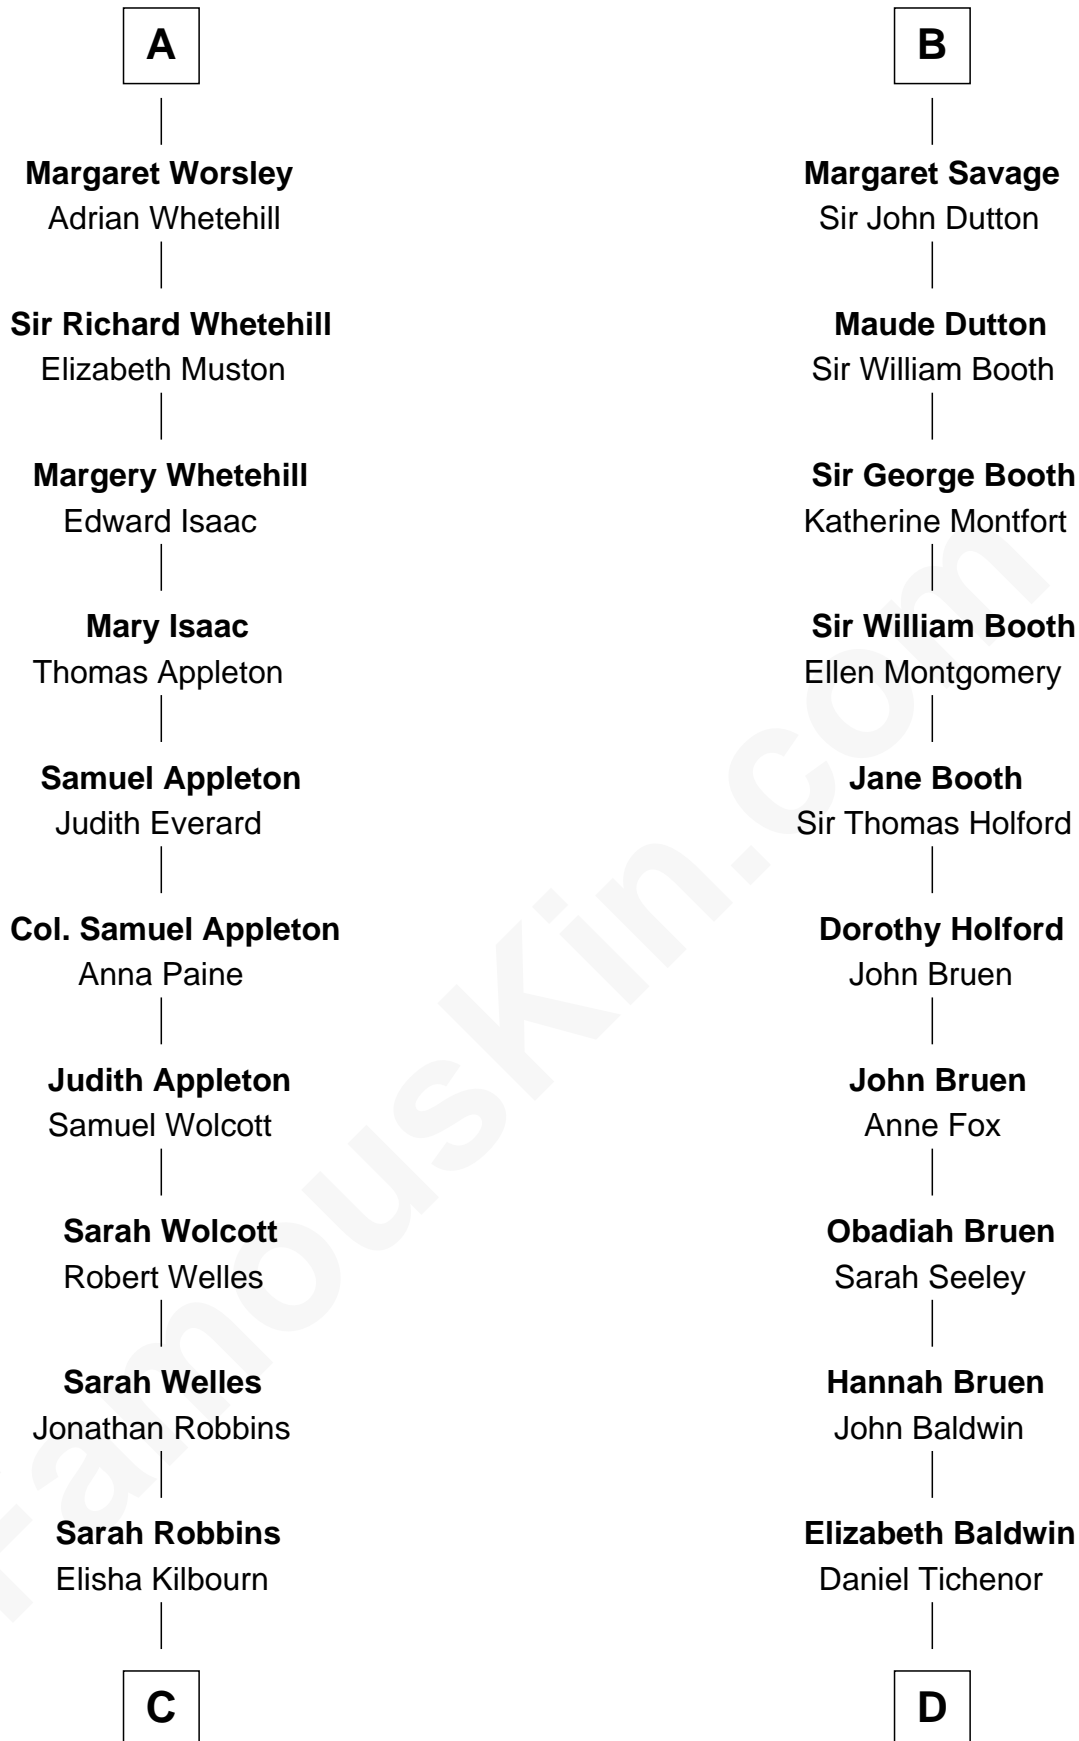 A
Margaret Worsley
Adrian Whetehill
Sir Richard Whetehill
Elizabeth Muston
Margery Whetehill
Edward Isaac
Mary Isaac
Thomas Appleton
Samuel Appleton
Judith Everard
Col. Samuel Appleton
Anna Paine
Judith Appleton
Samuel Wolcott
Sarah Wolcott
Robert Welles
Sarah Welles
Jonathan Robbins
Sarah Robbins
Elisha Kilbourn
C
B
Margaret Savage
Sir John Dutton
Maude Dutton
Sir William Booth
Sir George Booth
Katherine Montfort
Sir William Booth
Ellen Montgomery
Jane Booth
Sir Thomas Holford
Dorothy Holford
John Bruen
John Bruen
Anne Fox
Obadiah Bruen
Sarah Seeley
Hannah Bruen
John Baldwin
Elizabeth Baldwin
Daniel Tichenor
D
FamousKin.com